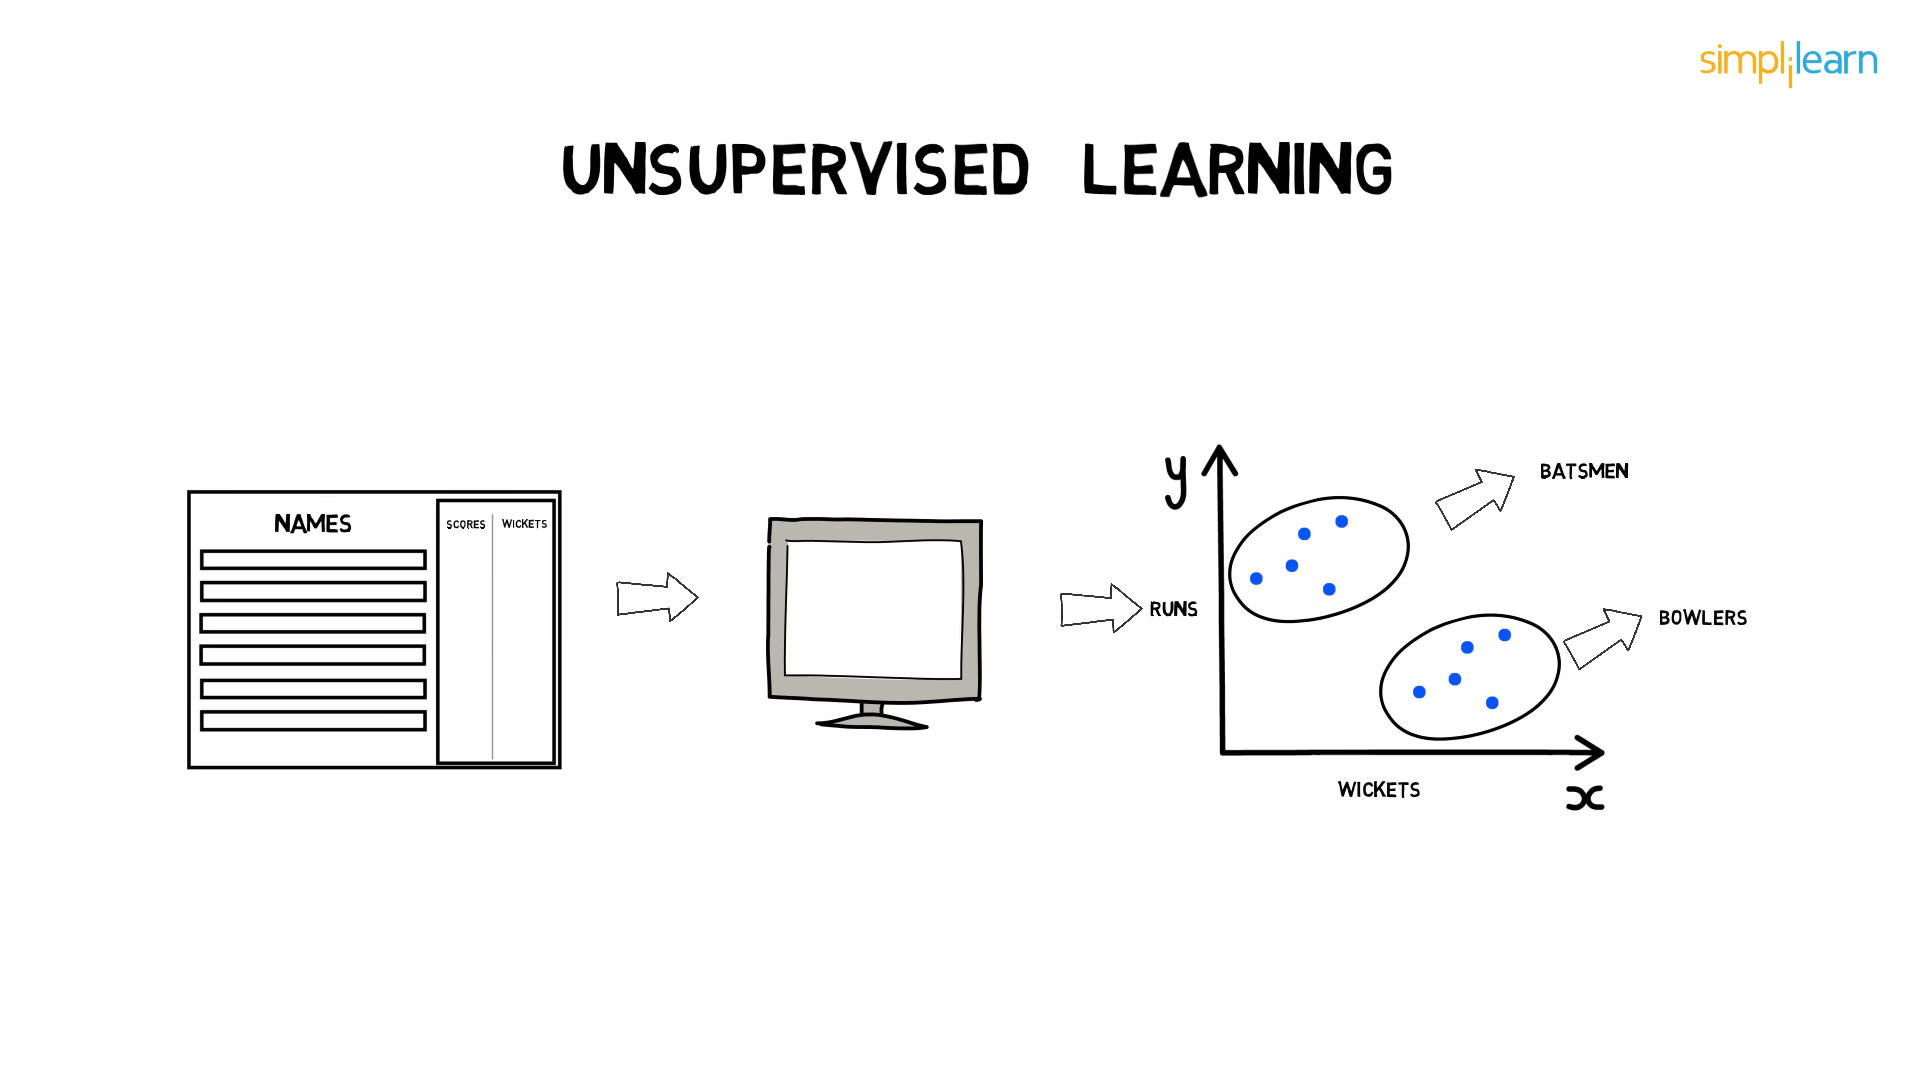 simplilearn
UNSUPERVISED LEARNING
NAMES
SCORES
WICKETS
RUNS
y
BATSMEN
BOWLERS
WICKETS
x